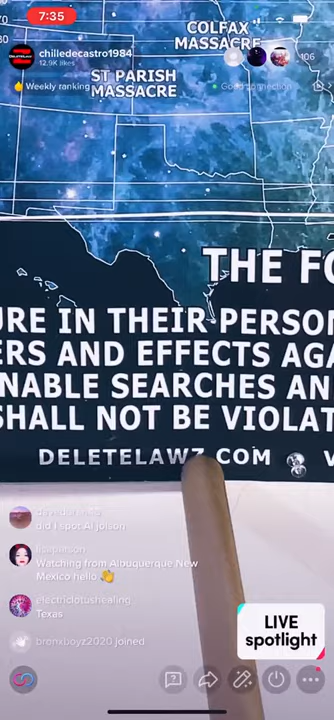 7:35
COLFAX
MASSACRE
chilledecastro1984
12.9K likes
106
Weekly ranking
Good connection
ST PARISH
MASSACRE
THE FO
URE IN THEIR PERSON
ERS AND EFFECTS AGA
NABLE SEARCHES AN
SHALL NOT BE VIOLAT
DELETELAWZ.COM
did I spot Al jolson
Watching from Albuquerque New
Mexico hello 👋
electriclotushealing
Texas
bronxboyz2020 joined
LIVE
spotlight